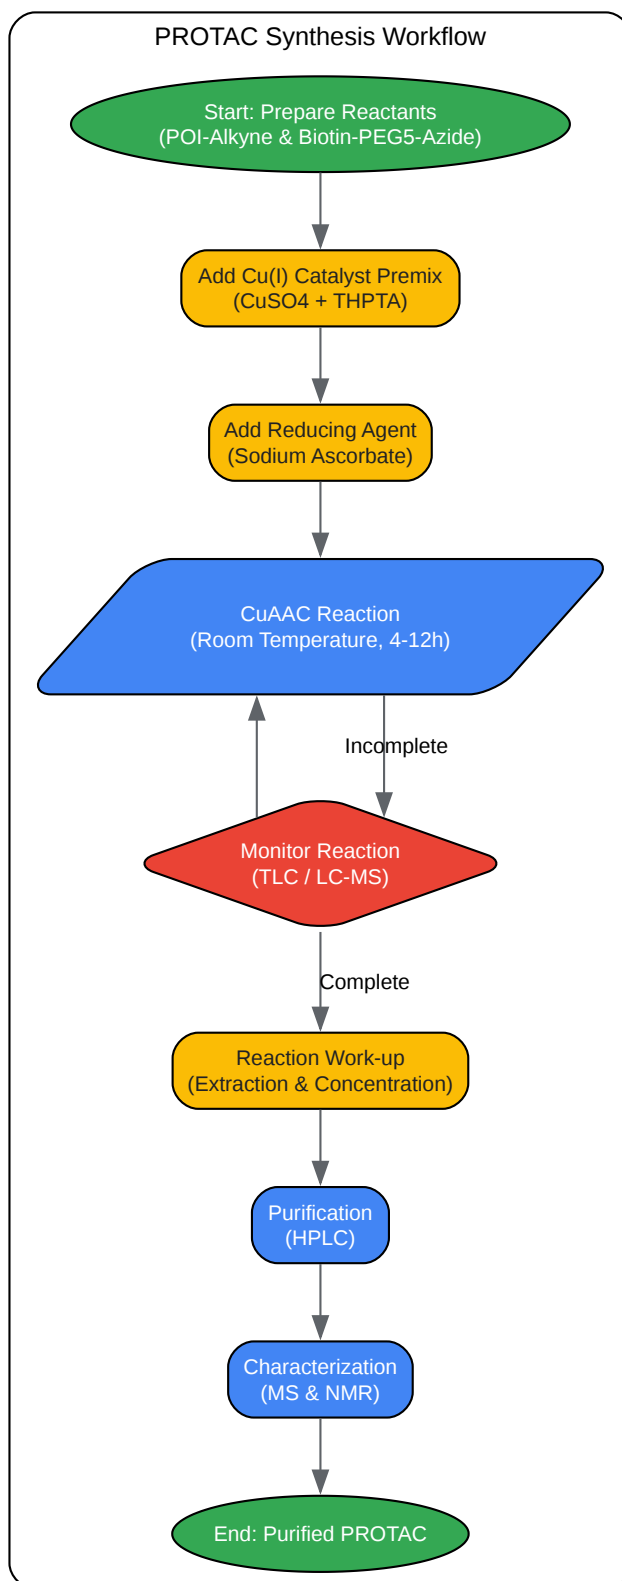 PROTAC Synthesis Workflow
Start: Prepare Reactants
(POI-Alkyne & Biotin-PEG5-Azide)
Add Cu(I) Catalyst Premix
(CuSO4 + THPTA)
Add Reducing Agent
(Sodium Ascorbate)
CuAAC Reaction
(Room Temperature, 4-12h)
Incomplete
Monitor Reaction
(TLC / LC-MS)
Complete
Reaction Work-up
(Extraction & Concentration)
Purification
(HPLC)
Characterization
(MS & NMR)
End: Purified PROTAC